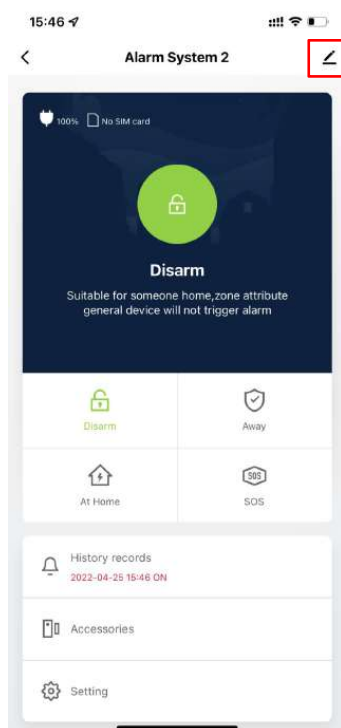 15:46
Alarm System 2
100% No SIM card
Disarm
Suitable for someone home,zone attribute
general device will not trigger alarm
Disarm
Away
At Home
SOS
SOS
History records
2022-04-25 15:46 ON
Accessories
Setting